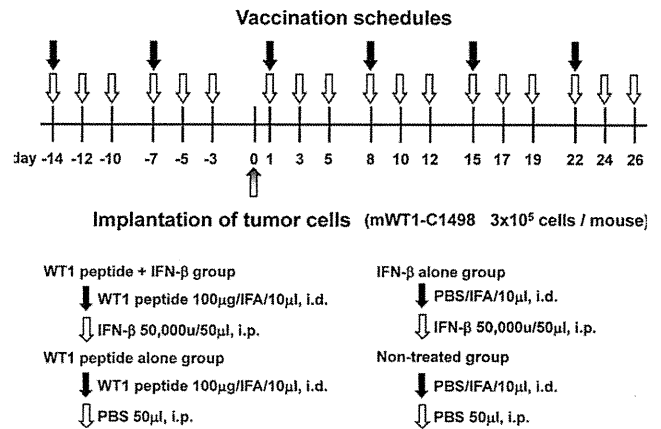 Vaccination schedules
day -14 -12 -10 -7 -5 -3 0 1 3 5 8 10 12 15 17 19 22 24 26
Implantation of tumor cells (mWT1-C1498 3x10⁵ cells / mouse)
WT1 peptide + IFN-β group
WT1 peptide 100μg/IFA/10μl, i.d.
IFN-β 50,000u/50μl, i.p.
WT1 peptide alone group
WT1 peptide 100μg/IFA/10μl, i.d.
PBS 50μl, i.p.
IFN-β alone group
PBS/IFA/10μl, i.d.
IFN-β 50,000u/50μl, i.p.
Non-treated group
PBS/IFA/10μl, i.d.
PBS 50μl, i.p.